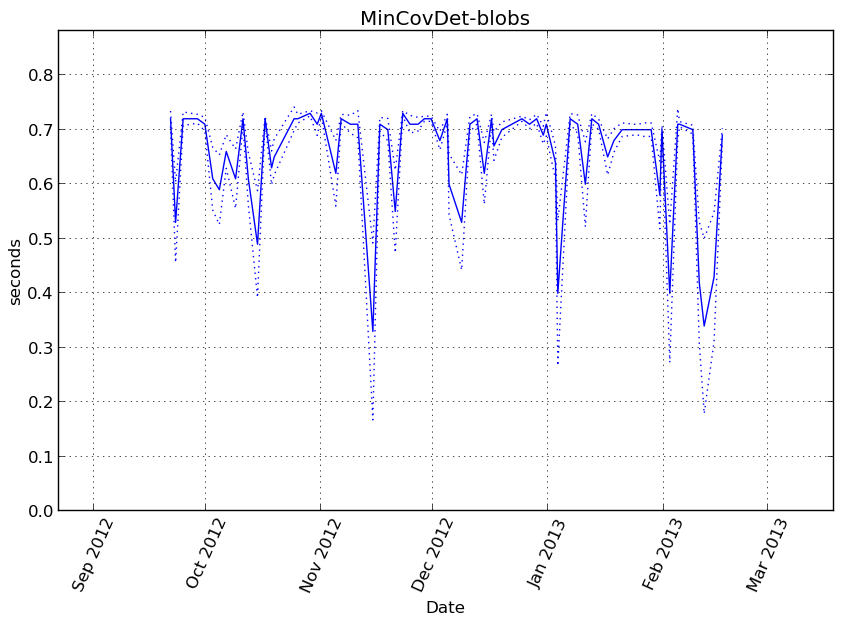 MinCovDet-blobs
0.8
0.7
0.6
0.5
0.4
0.3
0.2
0.1
0.0
seconds
Sep 2012
Oct 2012
Nov 2012
Dec 2012
Jan 2013
Feb 2013
Mar 2013
Date